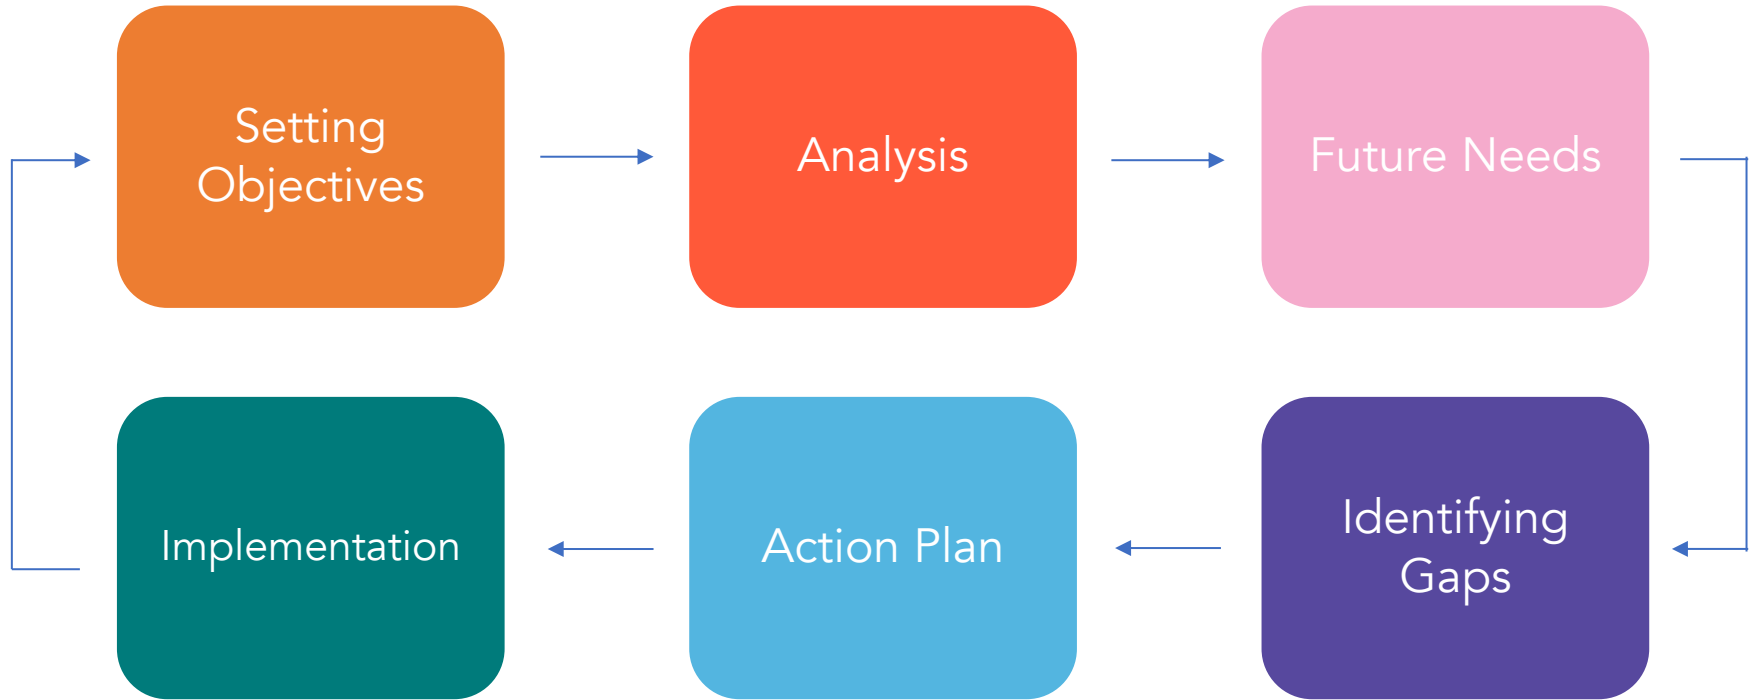 Setting
Objectives
Analysis
Future Needs
Implementation
Action Plan
Identifying
Gaps